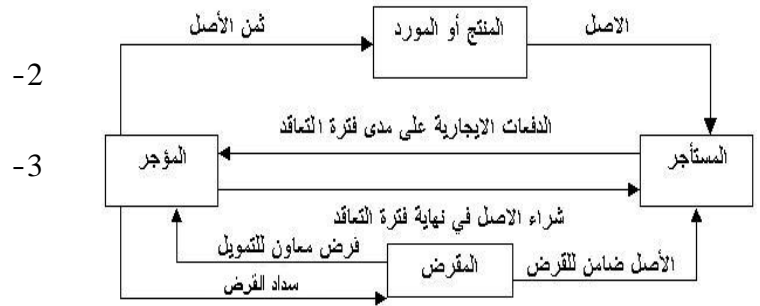 ثمن الأصل
المنتج أو المورد
الاصل
-2
الدفعات الايجارية على مدى فترة التعاقد
المؤجر
المستأجر
-3
شراء الاصل في نهاية فترة التعاقد
فرض معاون للتمويل
المقرض
الأصل ضامن للقرض
سداد القرض